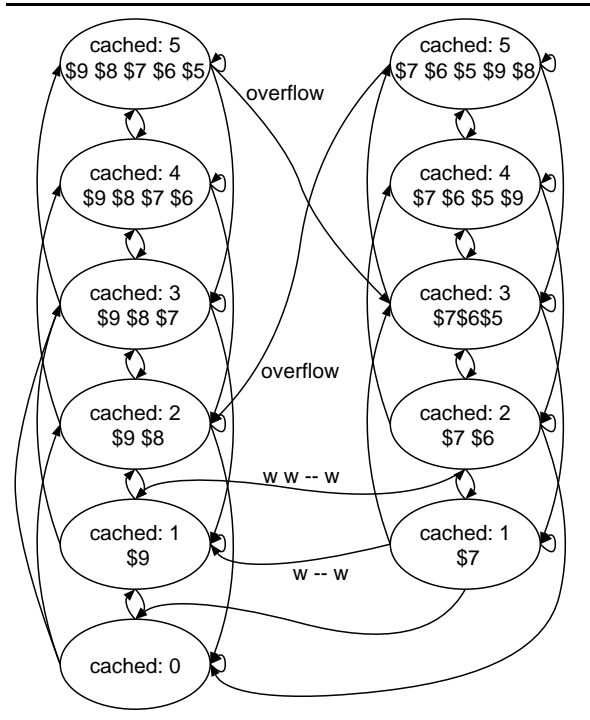 cached: 5
$9 $8 $7 $6 $5
cached: 5
$7 $6 $5 $9 $8
overflow
cached: 4
$9 $8 $7 $6
cached: 4
$7 $6 $5 $9
cached: 3
$9 $8 $7
cached: 3
$7$6$5
overflow
cached: 2
$9 $8
cached: 2
$7 $6
w w -- w
cached: 1
$9
cached: 1
$7
w -- w
cached: 0